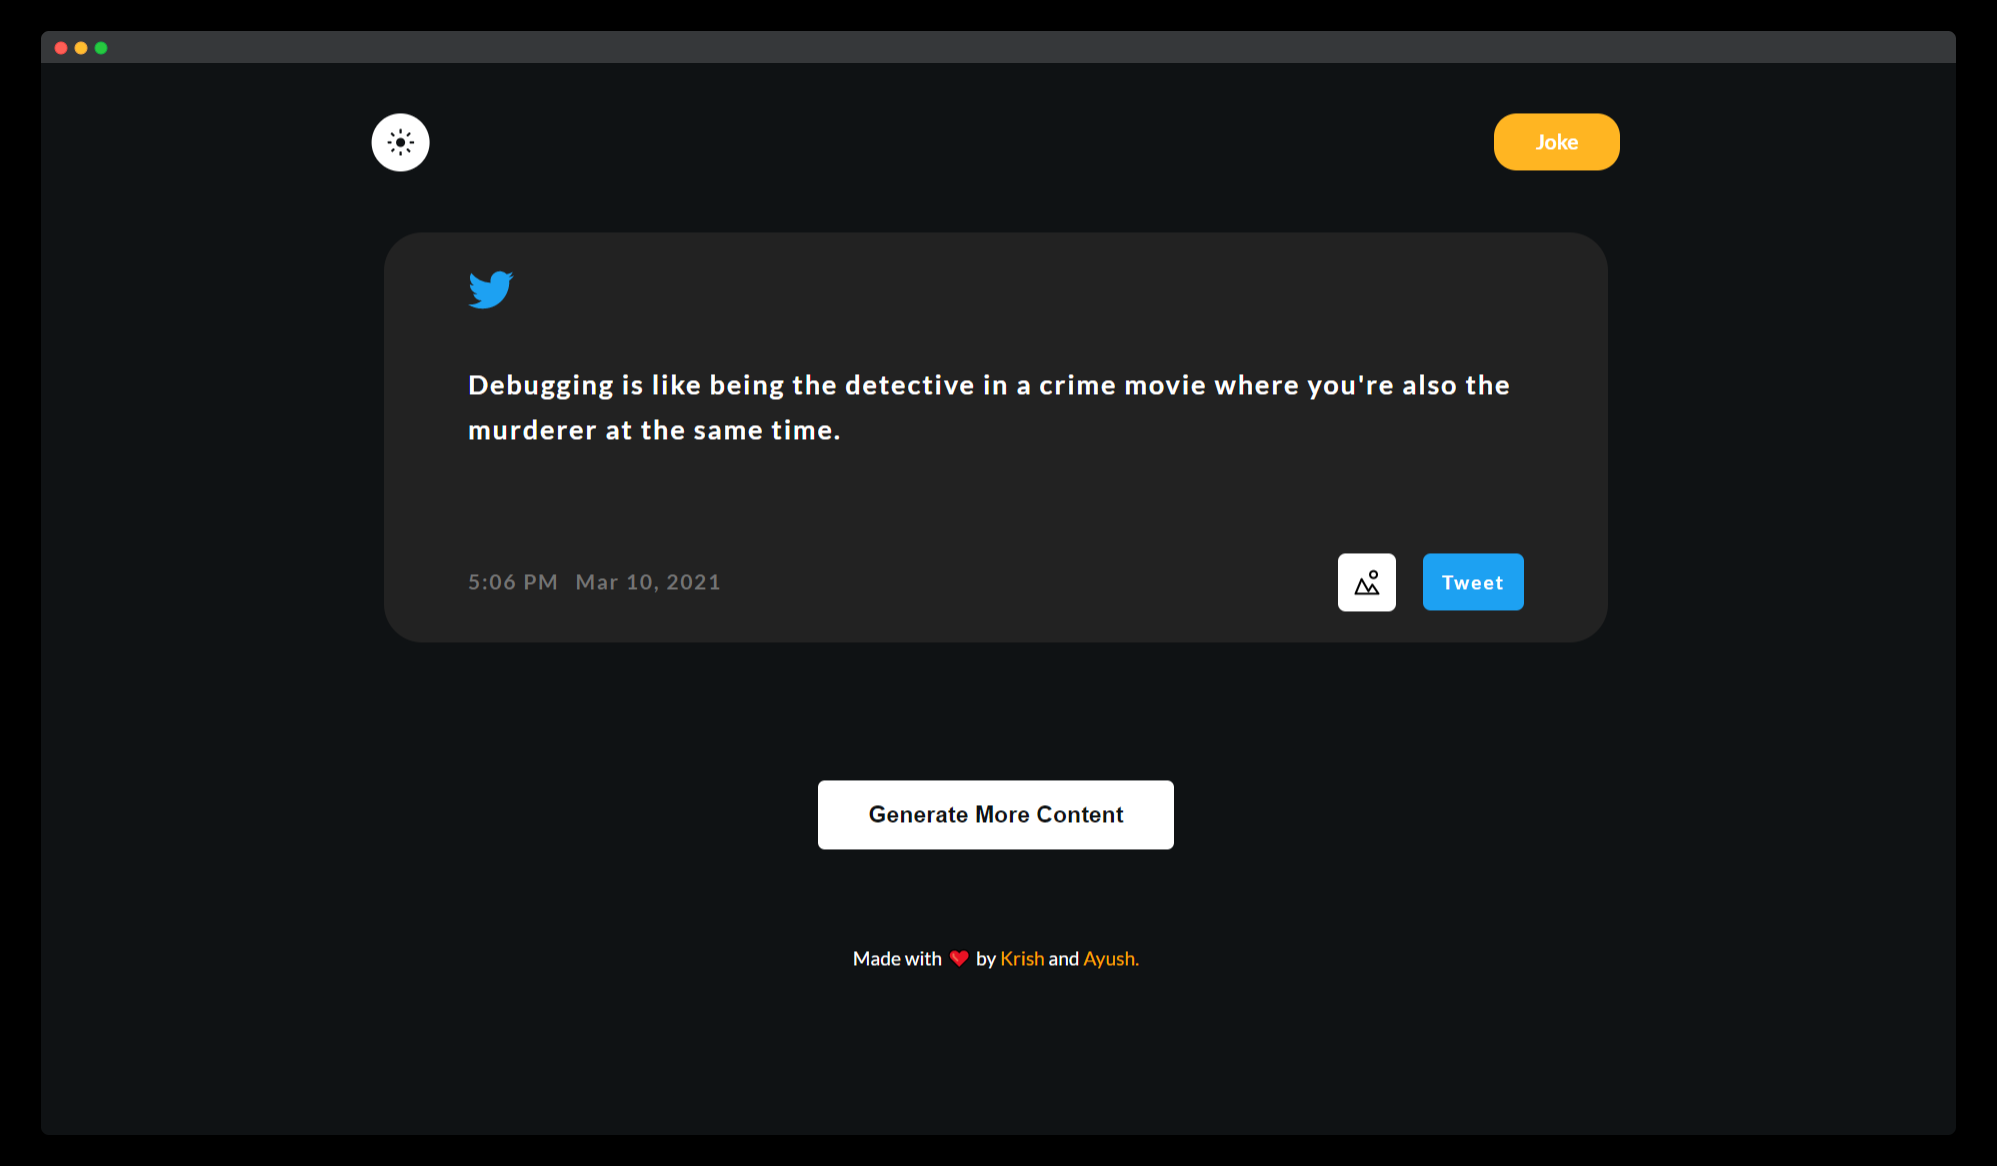 Joke
Debugging is like being the detective in a crime movie where you're also the
murderer at the same time.
5:06 PM Mar 10, 2021
Tweet
Generate More Content
Made with ❤️ by Krish and Ayush.